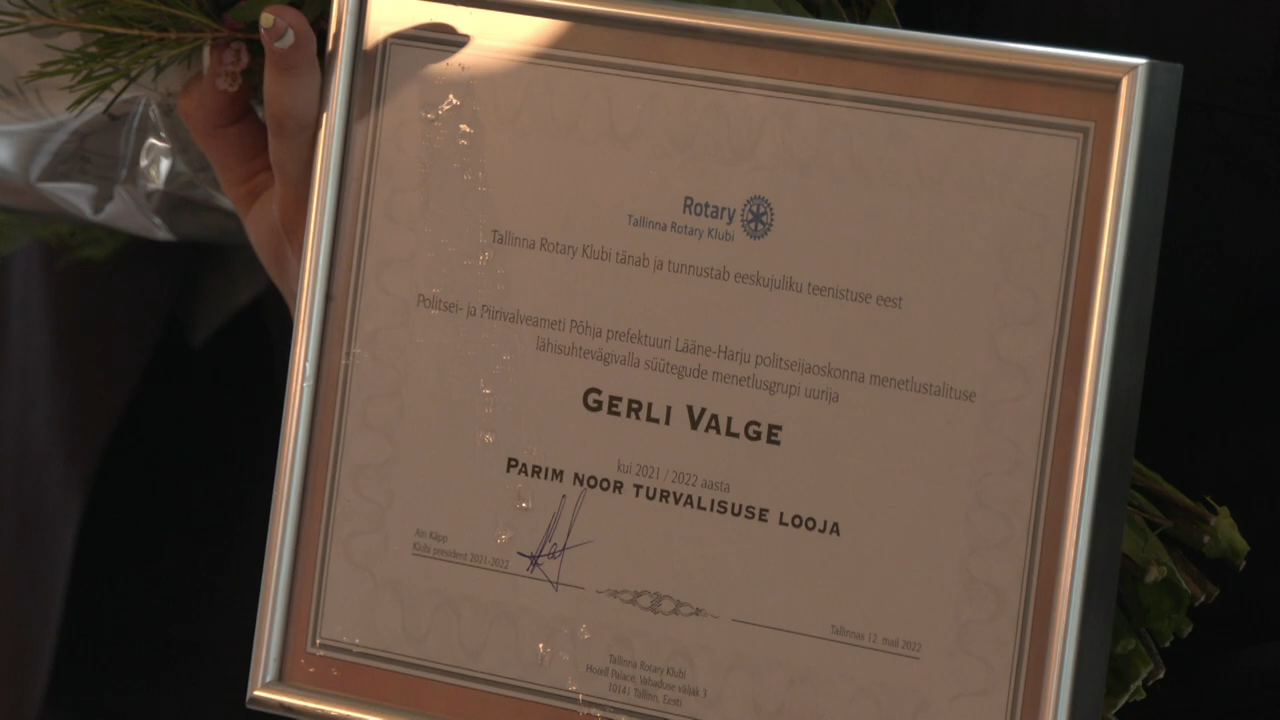 Rotary
Tallinna Rotary Klubi
Tallinna Rotary Klubi tänab ja tunnustab eeskujuliku teenistuse eest
Politsei- ja Piirivalveameti Põhja prefektuuri Lääne-Harju politseijaoskonna menetlustalituse
lähisuhtevägivalla süütegude menetlusgrupi uurija
GERLI VALGE
kui 2021 / 2022 aasta
PARIM NOOR TURVALISUSE LOOJA
Ain Käpp
Klubi president 2021-2022
Tallinnas 12. mail 2022
Tallinna Rotary Klubi
Hotell Palace, Vabaduse väljak 3
10141 Tallinn, Eesti